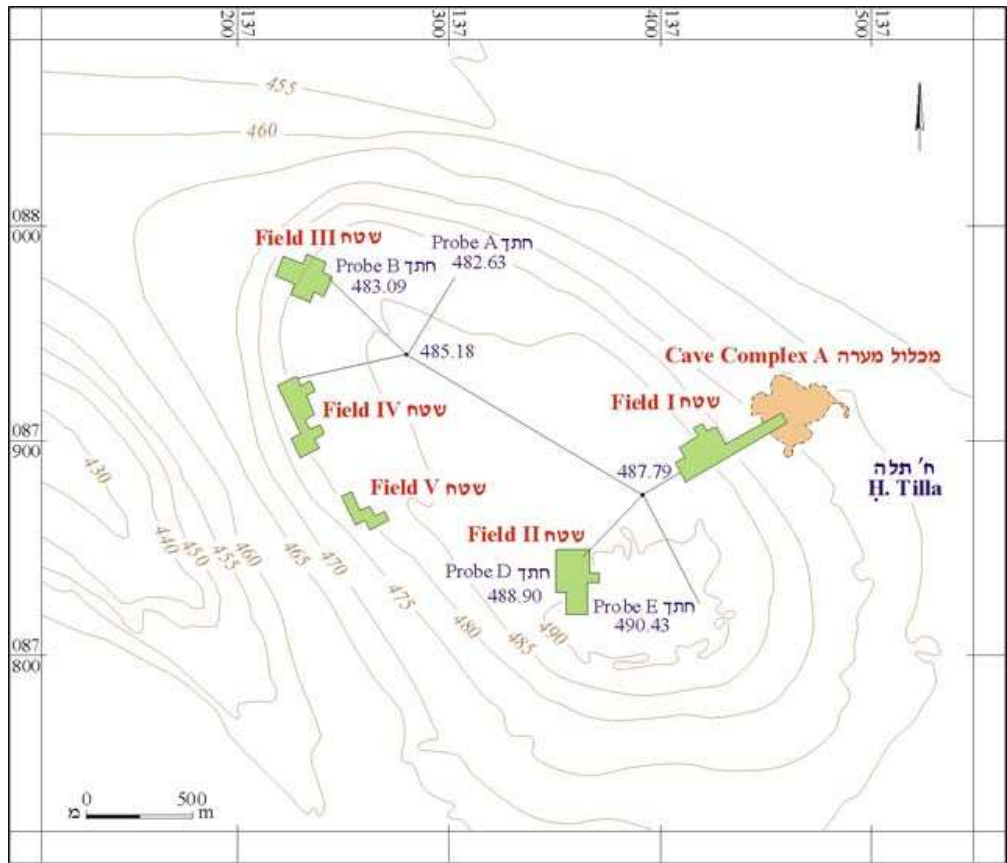 200
137
300
137
400
137
500
137
455
460
088
000
Field III שטח
Probe A חתך
482.63
Probe B חתך
483.09
485.18
Cave Complex A מכלול מערה
Field I שטח
Field IV שטח
087
900
ח' תלה
Ḥ. Tilla
430
487.79
Field V שטח
440
450
455
460
465
470
475
480
485
490
Field II
שטח
Probe D חתך
488.90
Probe E חתך
490.43
087
800
0 500
מ m